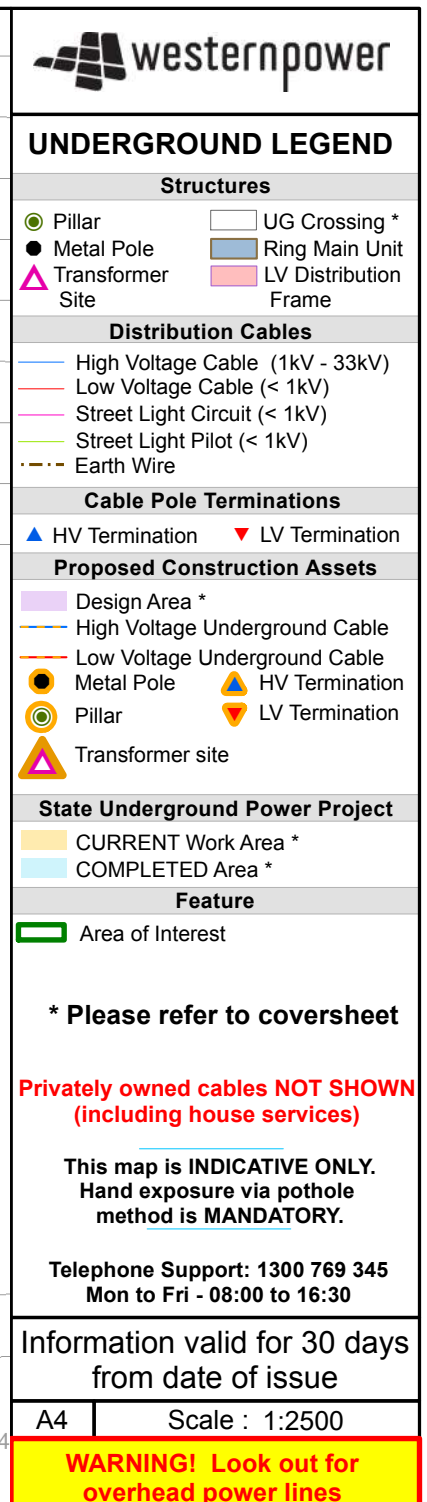 westernpower
UNDERGROUND LEGEND
Structures
Pillar
UG Crossing *
Metal Pole
Ring Main Unit
Transformer
Site
LV Distribution
Frame
Distribution Cables
High Voltage Cable (1kV - 33kV)
Low Voltage Cable (< 1kV)
Street Light Circuit (< 1kV)
Street Light Pilot (< 1kV)
Earth Wire
Cable Pole Terminations
HV Termination
LV Termination
Proposed Construction Assets
Design Area *
High Voltage Underground Cable
Low Voltage Underground Cable
Metal Pole
HV Termination
Pillar
LV Termination
Transformer site
State Underground Power Project
CURRENT Work Area *
COMPLETED Area *
Feature
Area of Interest
* Please refer to coversheet
Privately owned cables NOT SHOWN
(including house services)
This map is INDICATIVE ONLY.
Hand exposure via pothole
method is MANDATORY.
Telephone Support: 1300 769 345
Mon to Fri - 08:00 to 16:30
Information valid for 30 days
from date of issue
A4
Scale : 1:2500
4
WARNING! Look out for
overhead power lines